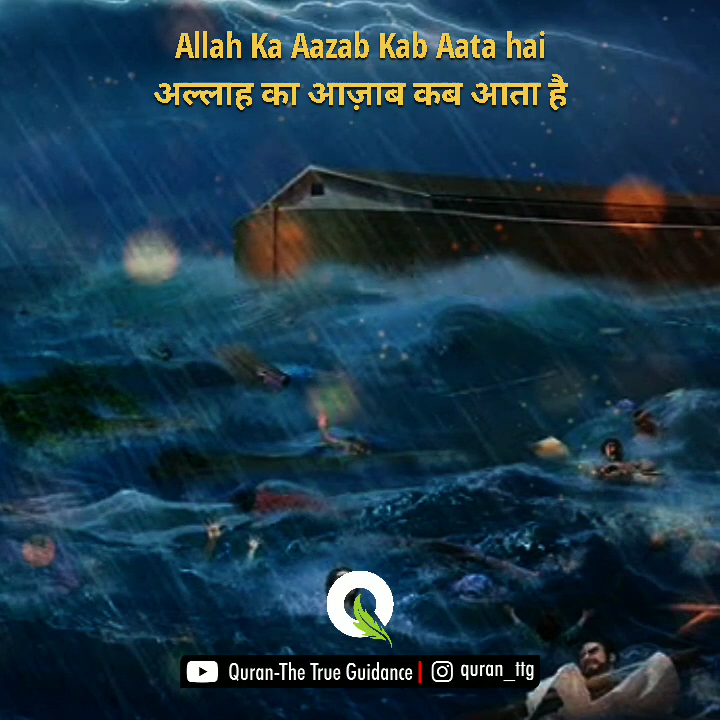 Allah Ka Aazab Kab Aata hai
अल्लाह का आज़ाब कब आता है
Quran-The True Guidance | quran_ttg